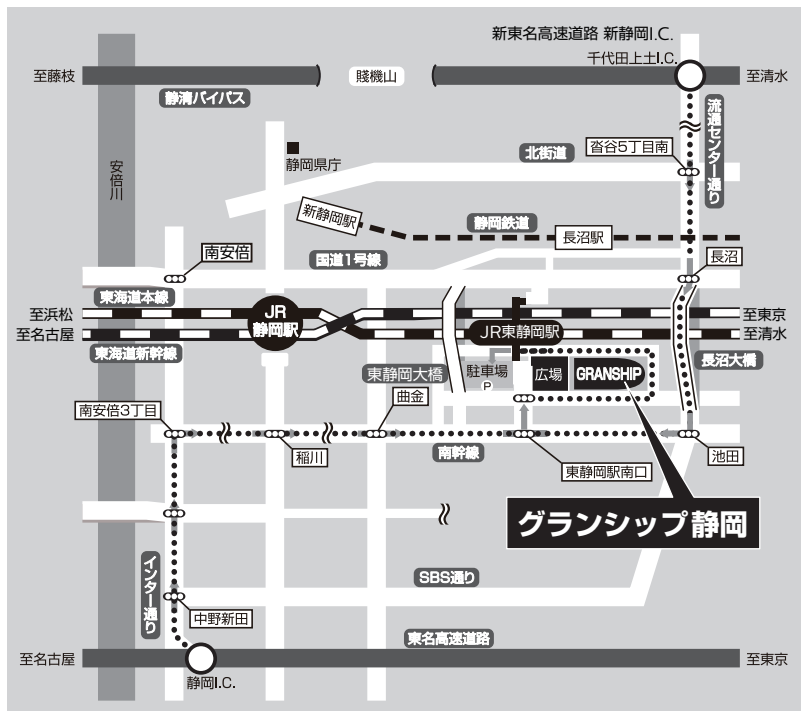 新東名高速道路 新静岡I.C.
千代田上土I.C.
至藤枝
賤機山
至清水
静清バイパス
流通センター通り
安倍川
静岡県庁
北街道
沓谷5丁目南
新静岡駅
静岡鉄道
長沼駅
南安倍
国道1号線
長沼
東海道本線
至浜松
JR
静岡駅
至東京
至名古屋
JR東静岡駅
至清水
東海道新幹線
東静岡大橋
駐車場
P
広場
GRANSHIP
長沼大橋
南安倍3丁目
曲金
稲川
南幹線
東静岡駅南口
池田
グランシップ静岡
インター通り
SBS通り
中野新田
東名高速道路
至名古屋
至東京
静岡I.C.